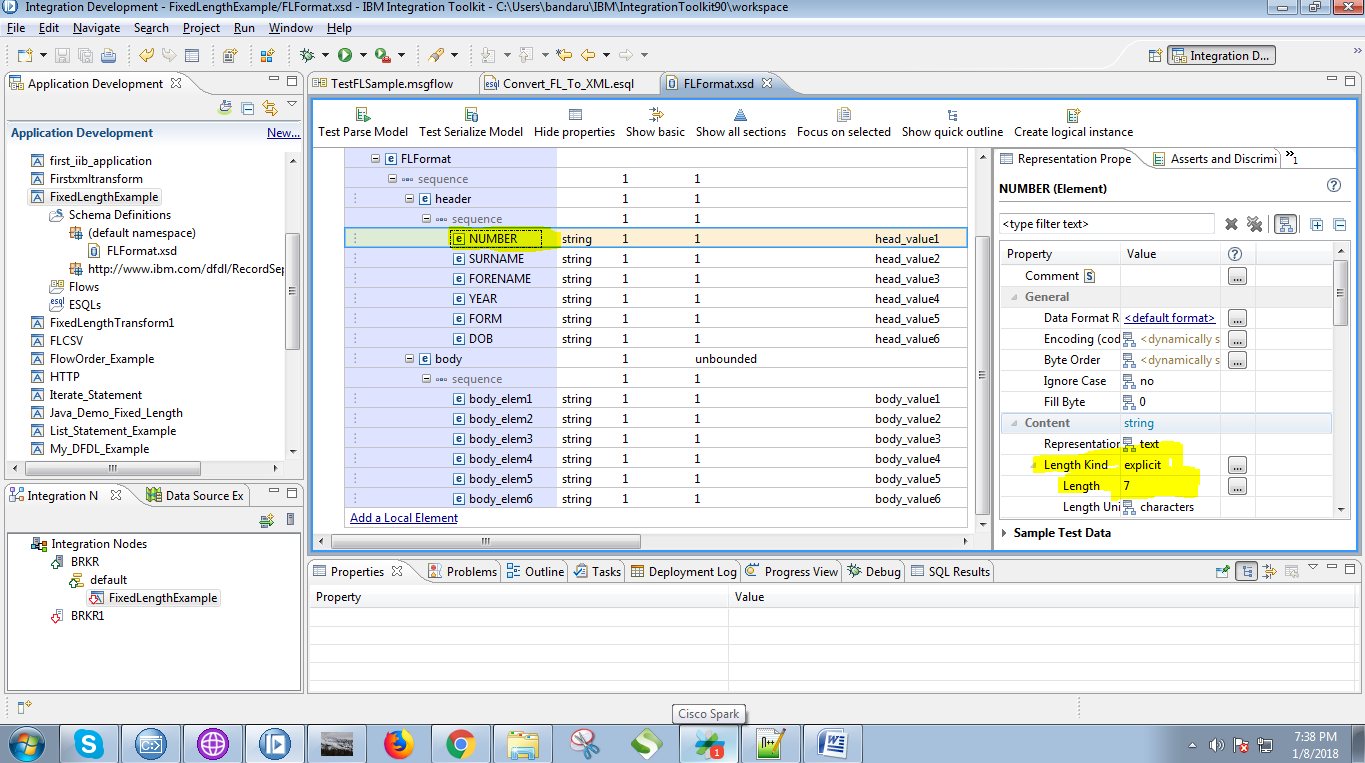 Integration Development - FixedLengthExample/FLFormat.xsd - IBM Integration Toolkit - C:\Users\bandaru\IBM\IntegrationToolkit90\workspace
File Edit Navigate Search Project Run Window Help
Integration D...
Application Development
Application Development New...
first_iib_application
Firstxmltransform
FixedLengthExample
Schema Definitions
(default namespace)
FLFormat.xsd
http://www.ibm.com/dfdl/RecordSep
Flows
ESQLs
FixedLengthTransform1
FLCSV
FlowOrder_Example
HTTP
Iterate_Statement
Java_Demo_Fixed_Length
List_Statement_Example
My_DFDL_Example
Integration N Data Source Ex
Integration Nodes
BRKR
default
FixedLengthExample
BRKR1
TestFLSample.msgflow Convert_FL_To_XML.esql FLFormat.xsd
Test Parse Model Test Serialize Model Hide properties Show basic Show all sections Focus on selected Show quick outline Create logical instance
FLFormat
sequence 1 1
header 1 1
sequence 1 1
NUMBER string 1 1 head_value1
SURNAME string 1 1 head_value2
FORENAME string 1 1 head_value3
YEAR string 1 1 head_value4
FORM string 1 1 head_value5
DOB string 1 1 head_value6
body 1 unbounded
sequence 1 1
body_elem1 string 1 1 body_value1
body_elem2 string 1 1 body_value2
body_elem3 string 1 1 body_value3
body_elem4 string 1 1 body_value4
body_elem5 string 1 1 body_value5
body_elem6 string 1 1 body_value6
Add a Local Element
Representation Prope Asserts and Discrimi »1
NUMBER (Element)
<type filter text>
Property Value
Comment
General
Data Format R <default format>
Encoding (cod <dynamically s
Byte Order <dynamically s
Ignore Case no
Fill Byte 0
Content string
Representation text
Length Kind explicit
Length 7
Length Uni characters
Sample Test Data
Properties Problems Outline Tasks Deployment Log Progress View Debug SQL Results
Property Value
Cisco Spark
7:38 PM
1/8/2018